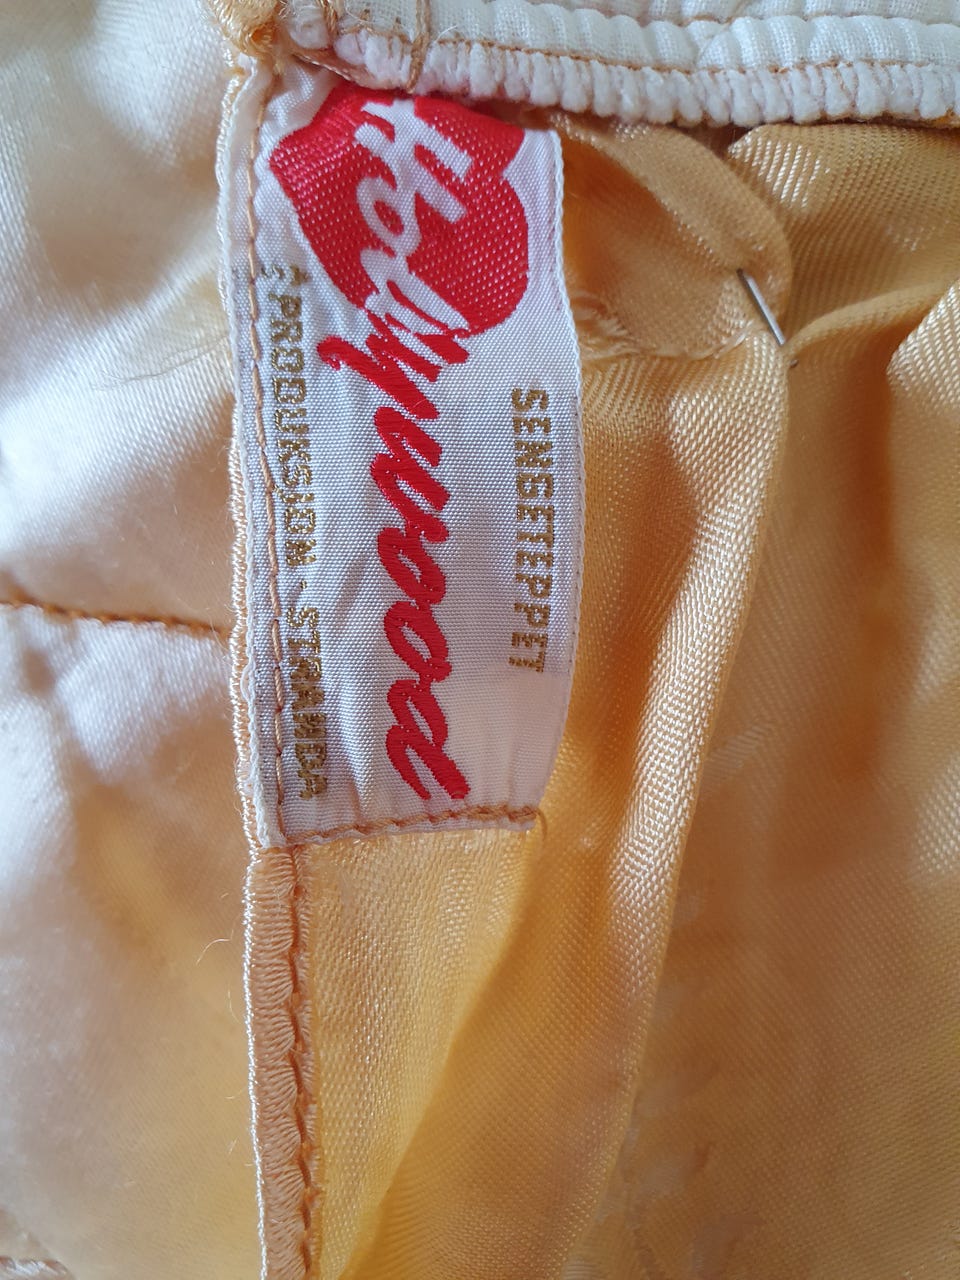 SENGETEPPET
Hollywood
PRODUKSJON - STRANDA